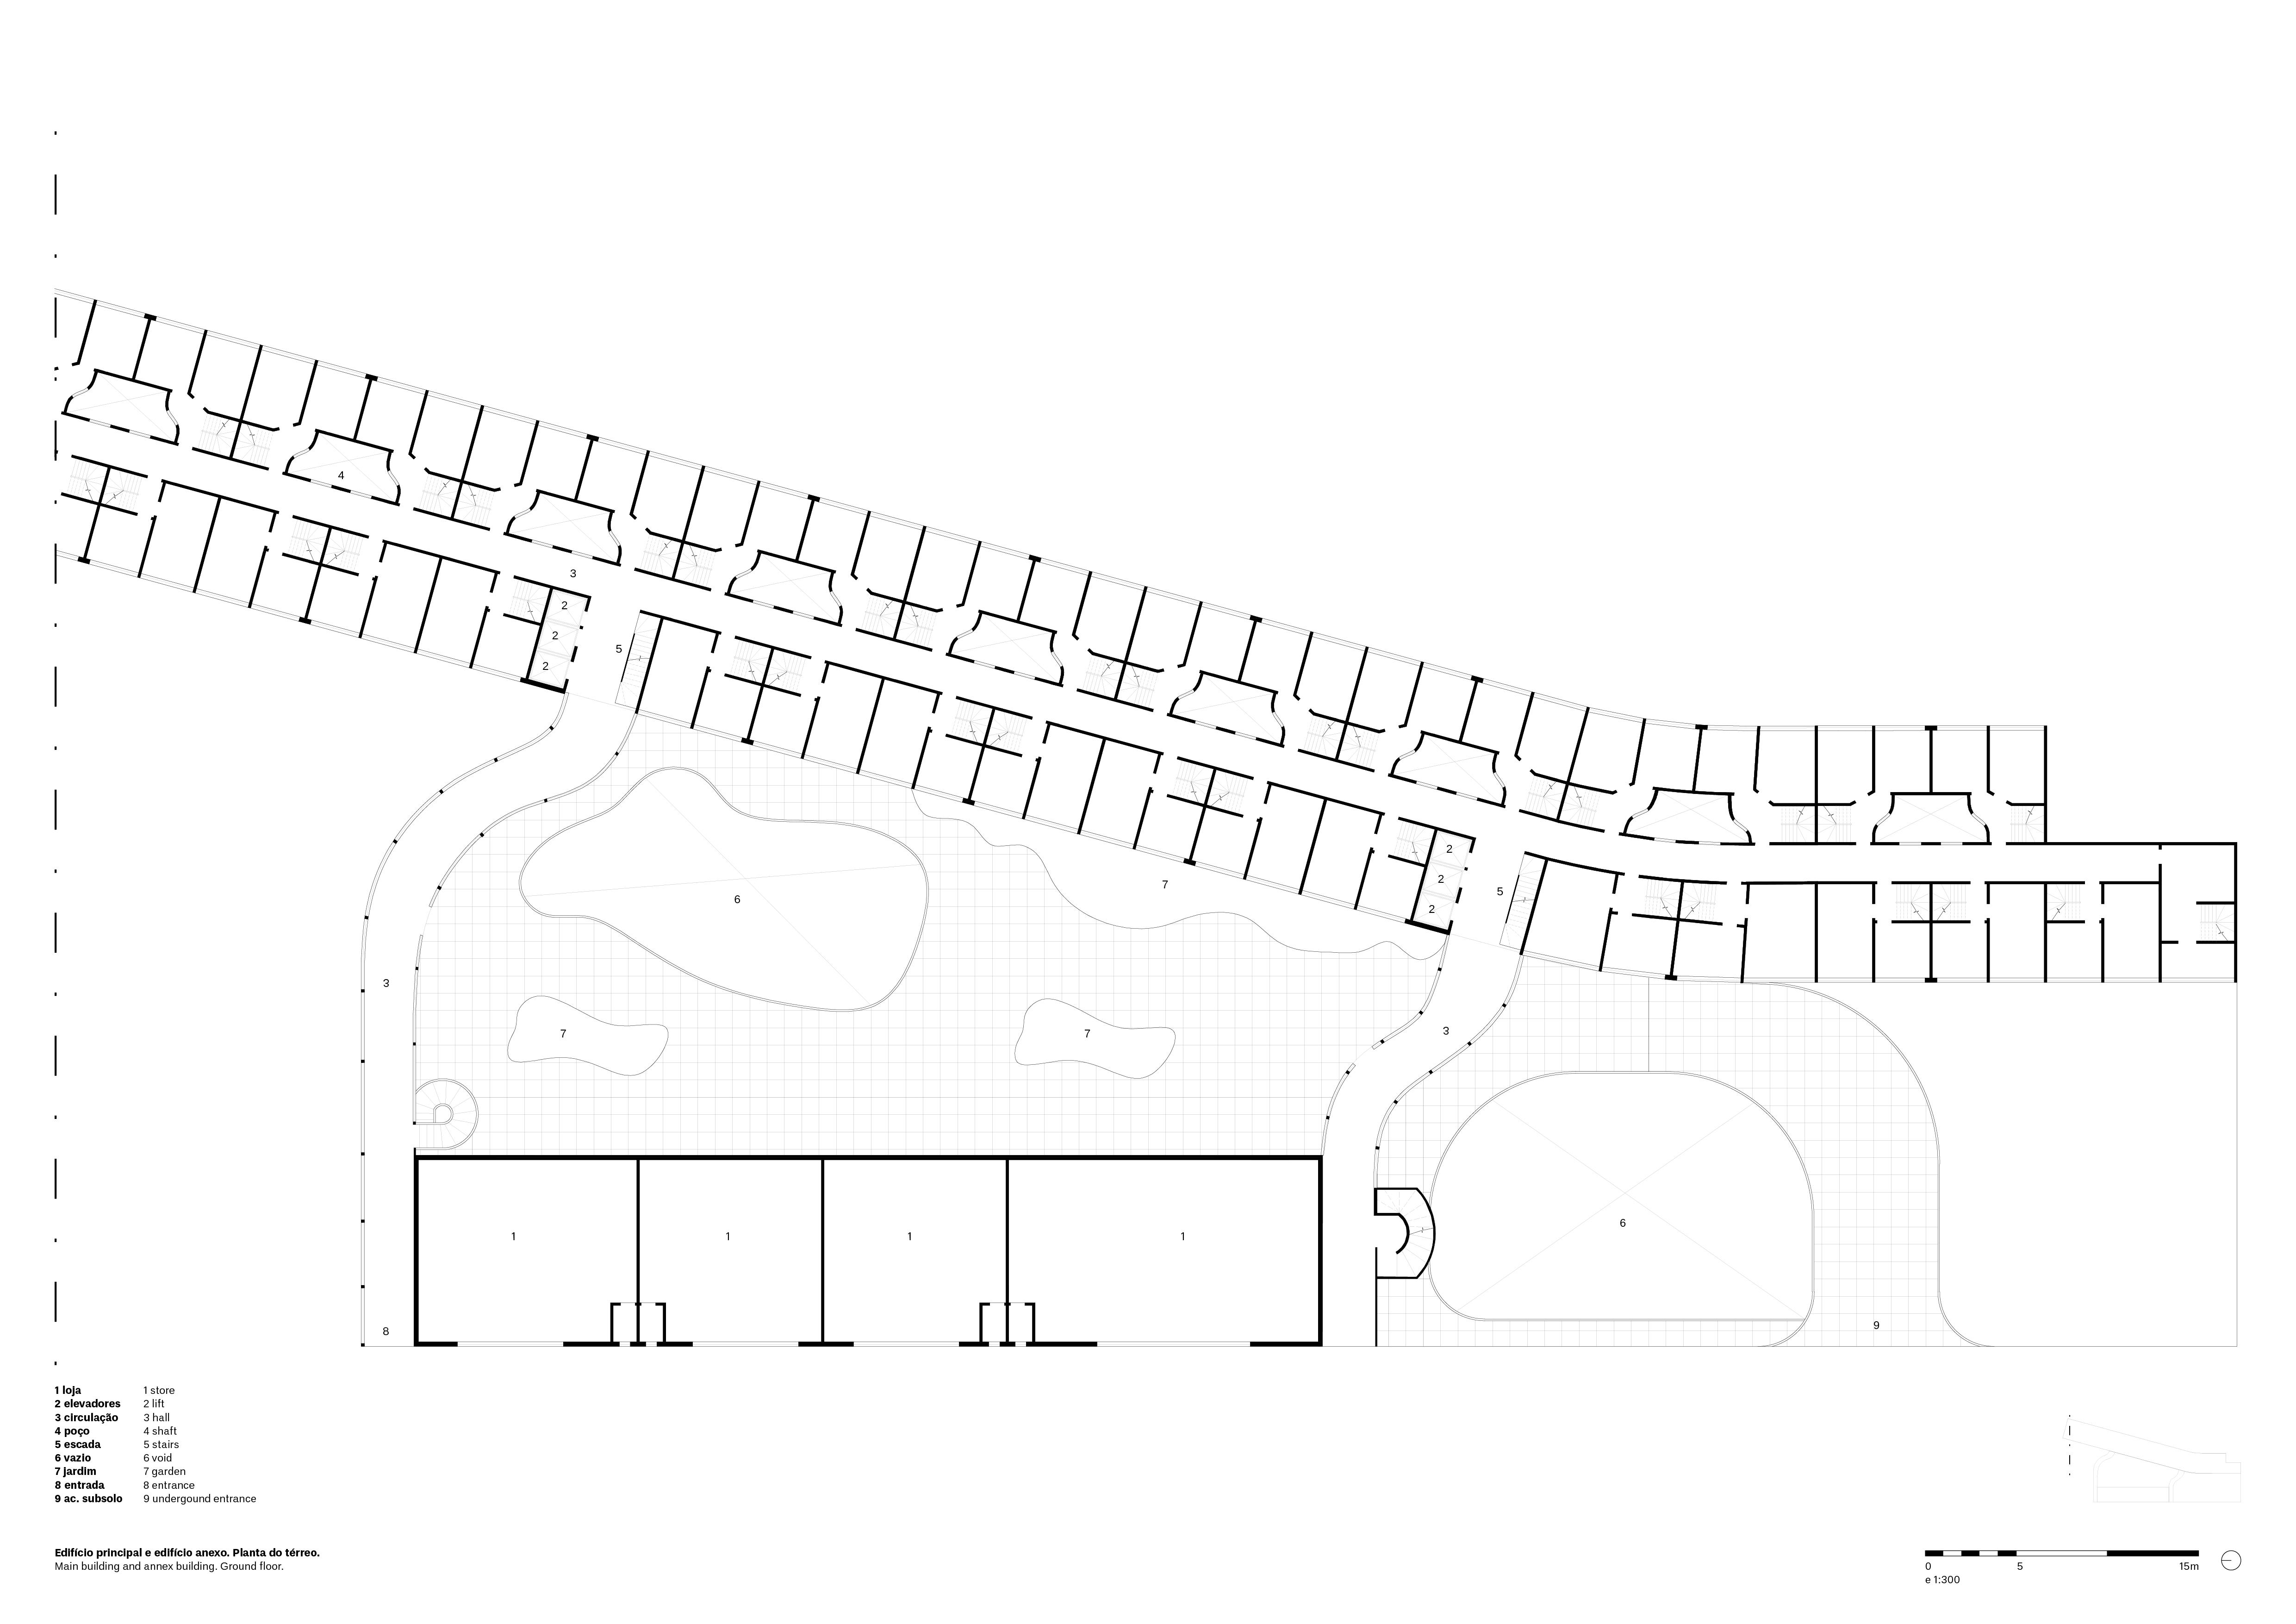 4
3
2
2
2
5
7
6
2
2
2
5
3
7
7
3
6
1
1
1
1
8
9
1 loja 1 store
2 elevadores 2 lift
3 circulação 3 hall
4 poço 4 shaft
5 escada 5 stairs
6 vazio 6 void
7 jardim 7 garden
8 entrada 8 entrance
9 ac. subsolo 9 undergound entrance
Edifício principal e edifício anexo. Planta do térreo.
Main building and annex building. Ground floor.
0 5 15m
e 1:300